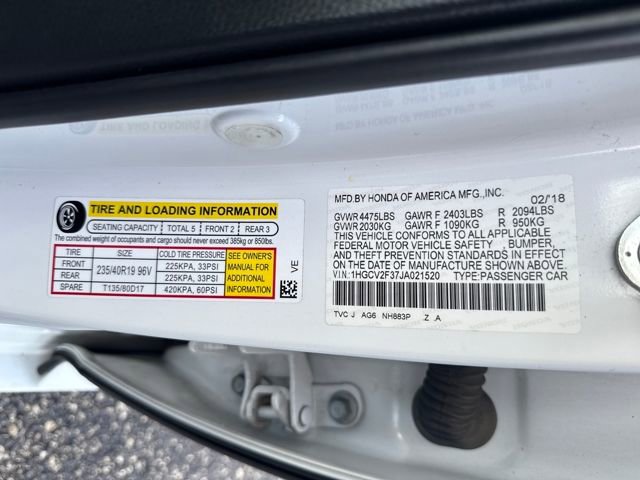 TIRE AND LOADING INFORMATION
SEATING CAPACITY TOTAL 5 FRONT 2 REAR 3
The combined weight of occupants and cargo should never exceed 385kg or 850lbs.
TIRE SIZE COLD TIRE PRESSURE
FRONT 235/40R19 96V 225KPA, 33PSI
REAR 225KPA, 33PSI
SPARE T135/80D17 420KPA, 60PSI
SEE OWNER'S
MANUAL FOR
ADDITIONAL
INFORMATION
VE
MFD.BY HONDA OF AMERICA MFG.,INC. 02/'18
GVWR 4475LBS GAWR F 2403LBS R 2094LBS
GVWR 2030KG GAWR F 1090KG R 950KG
THIS VEHICLE CONFORMS TO ALL APPLICABLE
FEDERAL MOTOR VEHICLE SAFETY , BUMPER,
AND THEFT PREVENTION STANDARDS IN EFFECT
ON THE DATE OF MANUFACTURE SHOWN ABOVE.
V.I.N:1HGCV2F37JA021520 TYPE:PASSENGER CAR
TVC J AG6 NH883P Z A